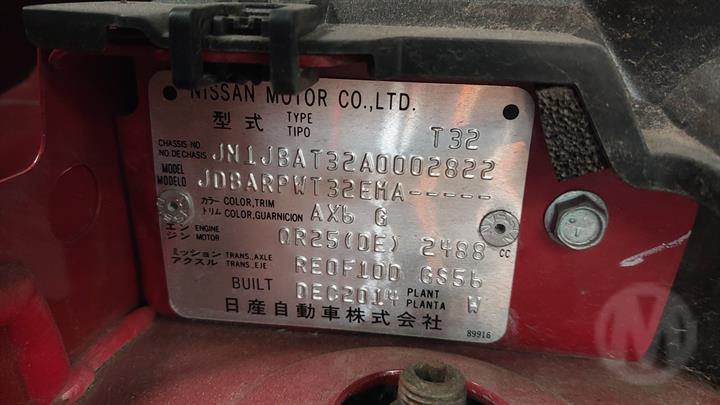 NISSAN MOTOR CO.,LTD.
型式 TYPE TIPO T32
CHASSIS NO. NO.DECHASIS JN1JBAT32A0002822
MODEL MODELO JDBARPWT32EMA-----
カラー COLOR,TRIM
トリム COLOR,GUARNICION AX6 G
エンジン ENGINE MOTOR QR25(DE) 2488 CC
ミッション TRANS.,AXLE
アクスル TRANS.,EJE RE0F10D GS56
BUILT DEC2014 PLANT PLANTA W
日産自動車株式会社
89916
M